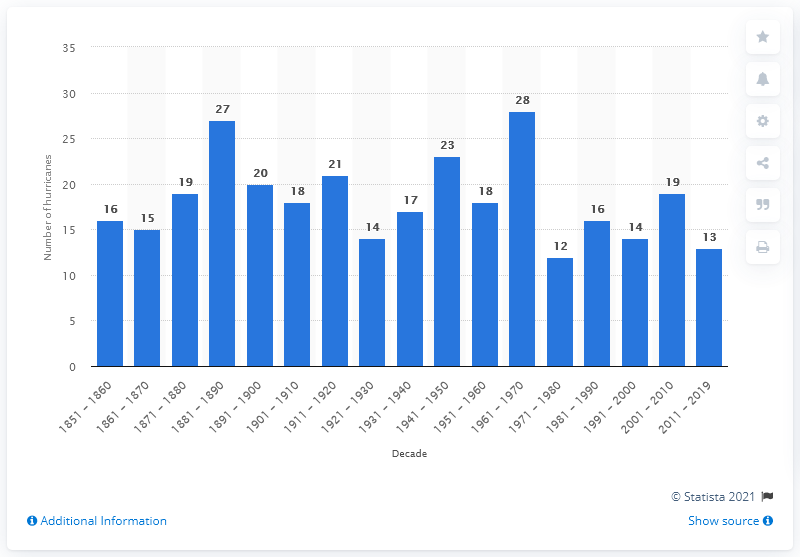 35
30
25
20
15
10
5
0
Number of hurricanes
16
15
19
27
20
18
21
14
17
23
18
28
12
16
14
19
13
1851 – 1860
1861 – 1870
1871 – 1880
1881 – 1890
1891 – 1900
1901 – 1910
1911 – 1920
1921 – 1930
1931 – 1940
1941 – 1950
1951 – 1960
1961 – 1970
1971 – 1980
1981 – 1990
1991 – 2000
2001 – 2010
2011 – 2019
Decade
© Statista 2021
Additional Information
Show source